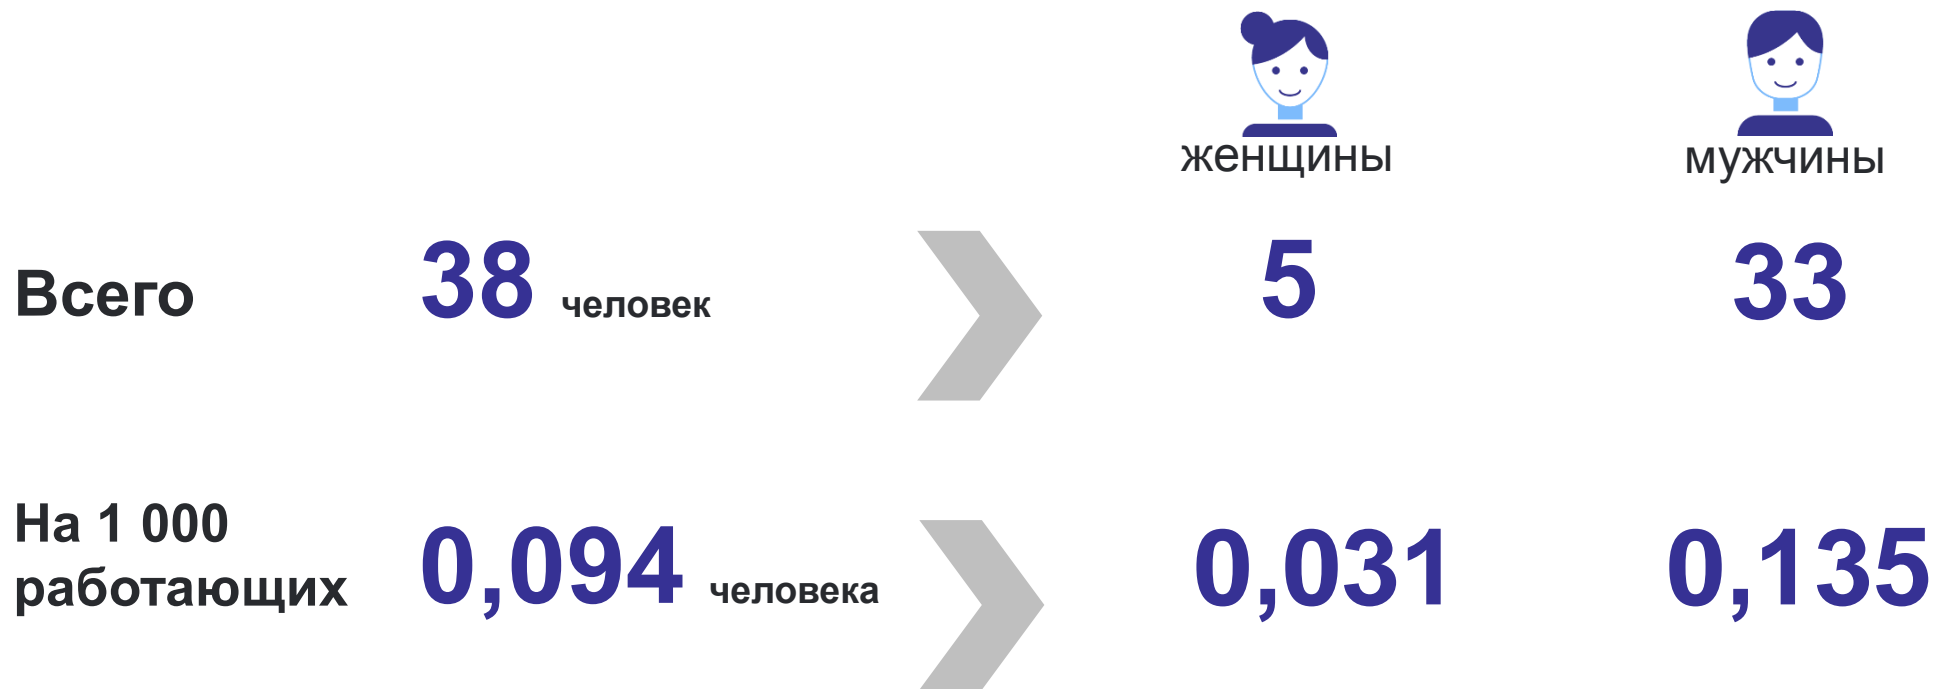 женщины
мужчины
Всего
38 человек
5
33
На 1 000
работающих
0,094 человека
0,031
0,135